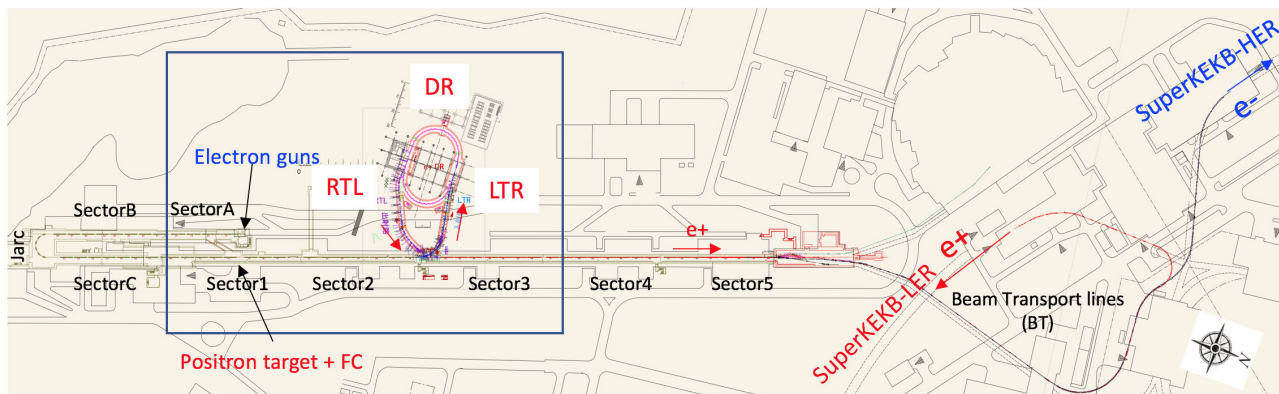 SuperKEKB-HER
e-
DR
Electron guns
RTL
LTR
LTR
SectorB
SectorA
Jarc
e+
SectorC
Sector1
Sector2
Sector3
Sector4
Sector5
SuperKEKB-LER
e+
Beam Transport lines
(BT)
Positron target + FC
N